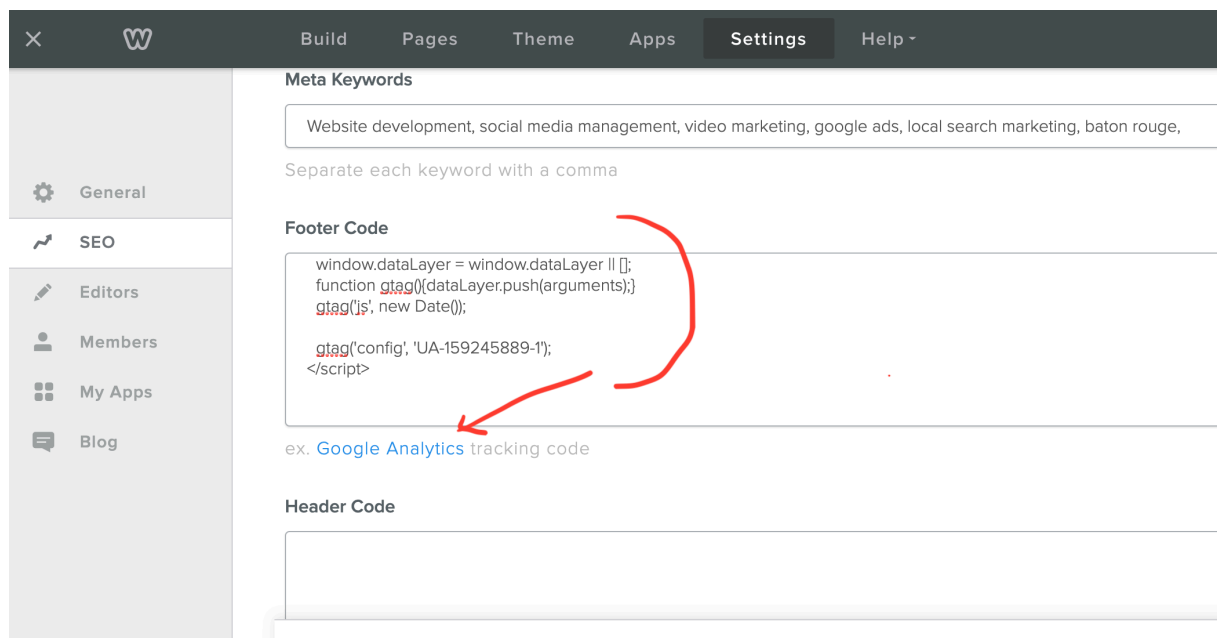 Build Pages Theme Apps Settings Help
Meta Keywords
Website development, social media management, video marketing, google ads, local search marketing, baton rouge,
Separate each keyword with a comma
General
SEO
Editors
Members
My Apps
Blog
Footer Code
window.dataLayer = window.dataLayer || [];
function gtag(){dataLayer.push(arguments);}
gtag('js', new Date());
gtag('config', 'UA-159245889-1');
</script>
ex. Google Analytics tracking code
Header Code